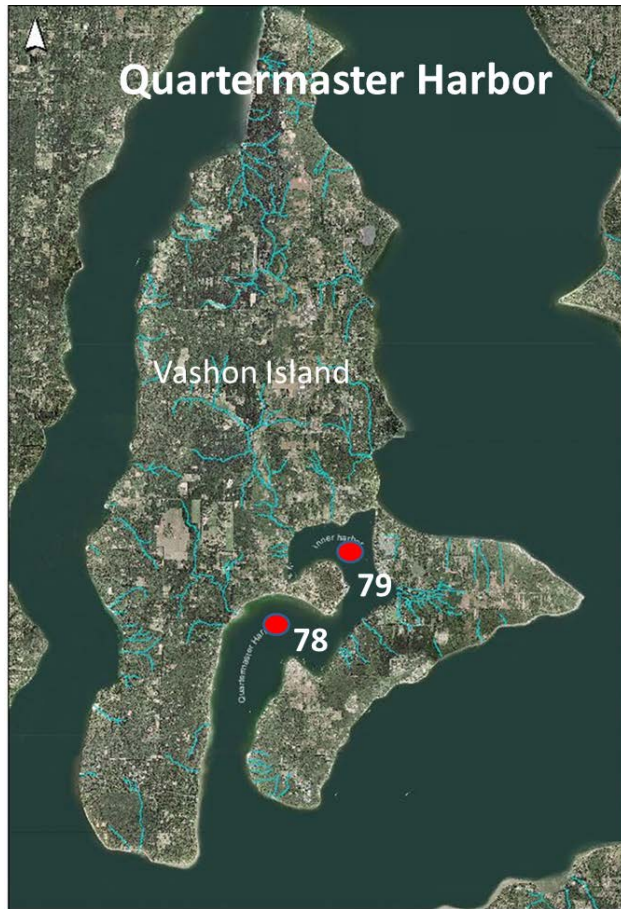 Quartermaster Harbor
Vashon Island
Inner harbor
79
78
Quartermaster Har